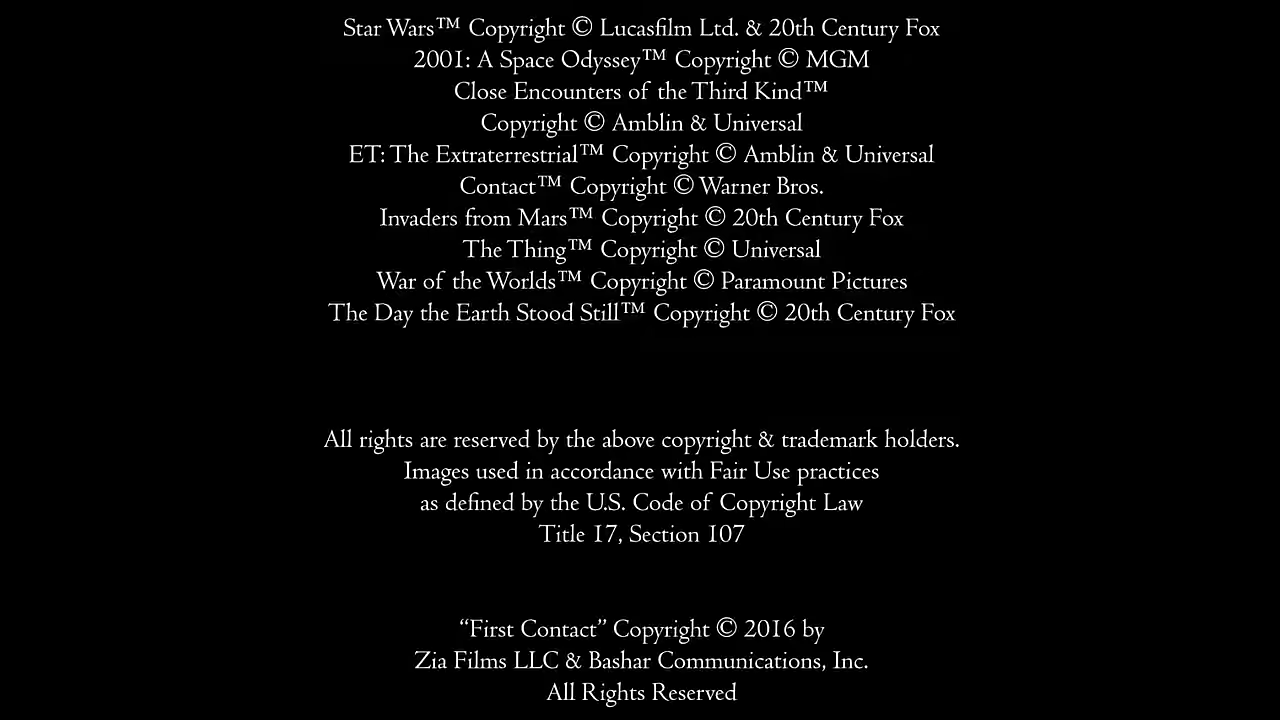 Star Wars™ Copyright © Lucasfilm Ltd. & 20th Century Fox
2001: A Space Odyssey™ Copyright © MGM
Close Encounters of the Third Kind™
Copyright © Amblin & Universal
ET: The Extraterrestrial™ Copyright © Amblin & Universal
Contact™ Copyright © Warner Bros.
Invaders from Mars™ Copyright © 20th Century Fox
The Thing™ Copyright © Universal
War of the Worlds™ Copyright © Paramount Pictures
The Day the Earth Stood Still™ Copyright © 20th Century Fox
All rights are reserved by the above copyright & trademark holders.
Images used in accordance with Fair Use practices
as defined by the U.S. Code of Copyright Law
Title 17, Section 107
“First Contact” Copyright © 2016 by
Zia Films LLC & Bashar Communications, Inc.
All Rights Reserved